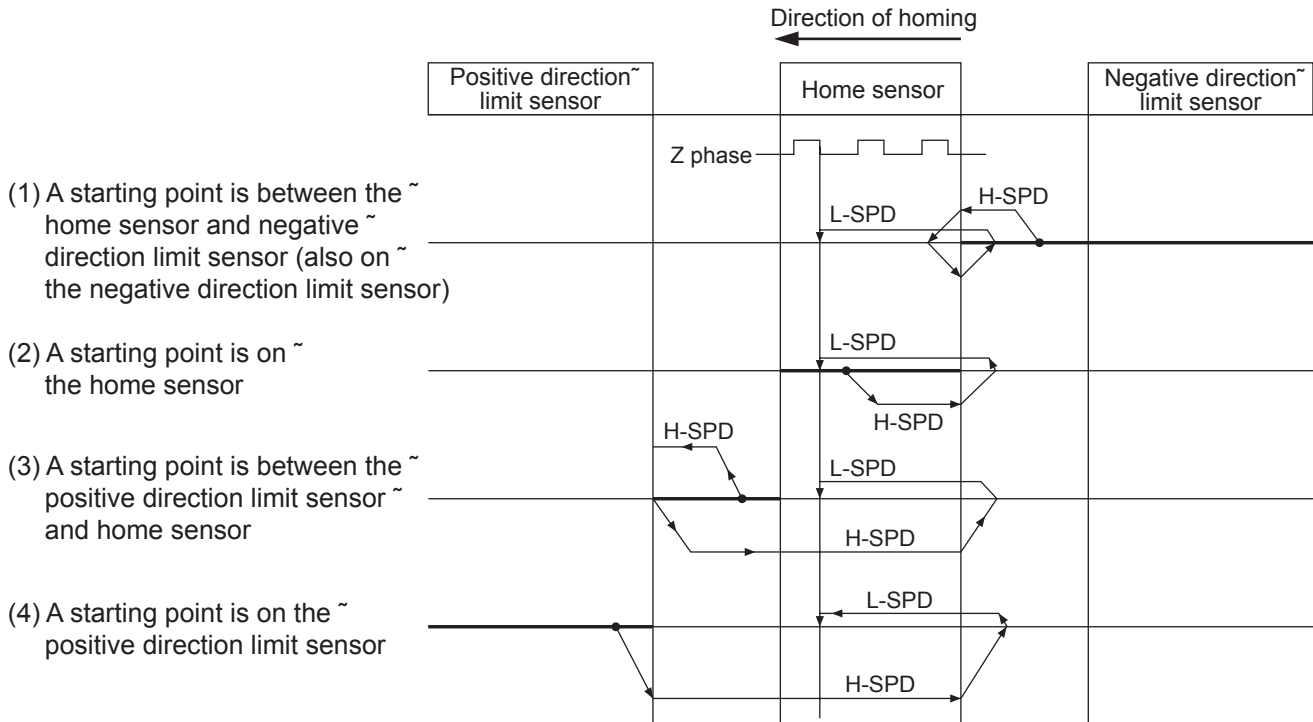 Direction of homing
Positive direction˜
limit sensor
Home sensor
Negative direction˜
limit sensor
Z phase
(1) A starting point is between the ˜
home sensor and negative ˜
direction limit sensor (also on ˜
the negative direction limit sensor)
H-SPD
L-SPD
(2) A starting point is on ˜
the home sensor
L-SPD
H-SPD
(3) A starting point is between the ˜
positive direction limit sensor ˜
and home sensor
H-SPD
L-SPD
H-SPD
(4) A starting point is on the ˜
positive direction limit sensor
L-SPD
H-SPD